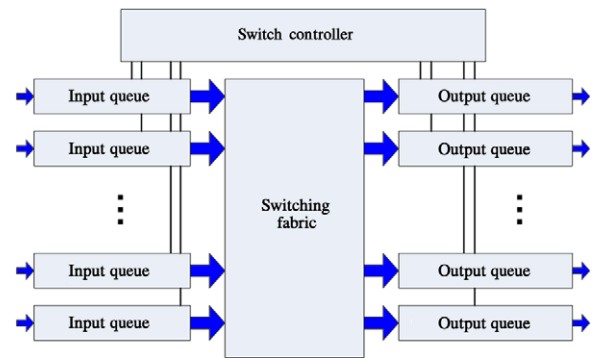 Switch controller
Input queue
Output queue
Input queue
Output queue
Switching
fabric
Input queue
Output queue
Input queue
Output queue